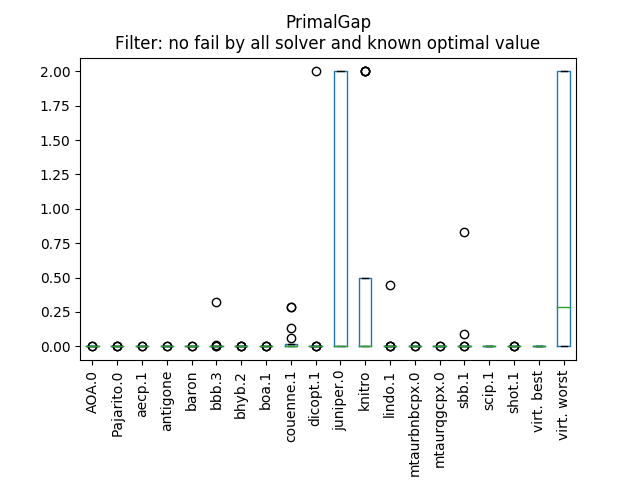 PrimalGap
Filter: no fail by all solver and known optimal value
2.00
1.75
1.50
1.25
1.00
0.75
0.50
0.25
0.00
AOA.0
Pajarito.0
aecp.1
antigone
baron
bbb.3
bhyb.2
boa.1
couenne.1
dicopt.1
juniper.0
knitro
lindo.1
mtaurbnbcpx.0
mtaurqgcpx.0
sbb.1
scip.1
shot.1
virt. best
virt. worst